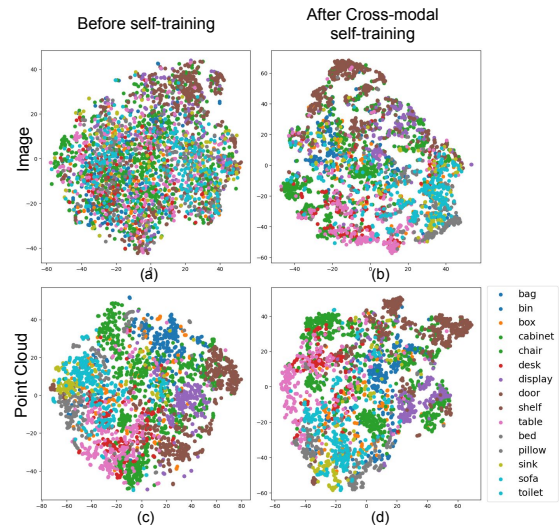 Before self-training
After Cross-modal
self-training
Image
40
20
0
−20
−40
−60
−40
−20
0
20
40
(a)
60
40
20
0
−20
−40
−60
−40
−20
0
20
40
(b)
Point Cloud
40
20
0
−20
−40
−80
−60
−40
−20
0
20
40
60
80
(c)
40
20
0
−20
−40
−60
−60
−40
−20
0
20
40
60
(d)
bag
bin
box
cabinet
chair
desk
display
door
shelf
table
bed
pillow
sink
sofa
toilet